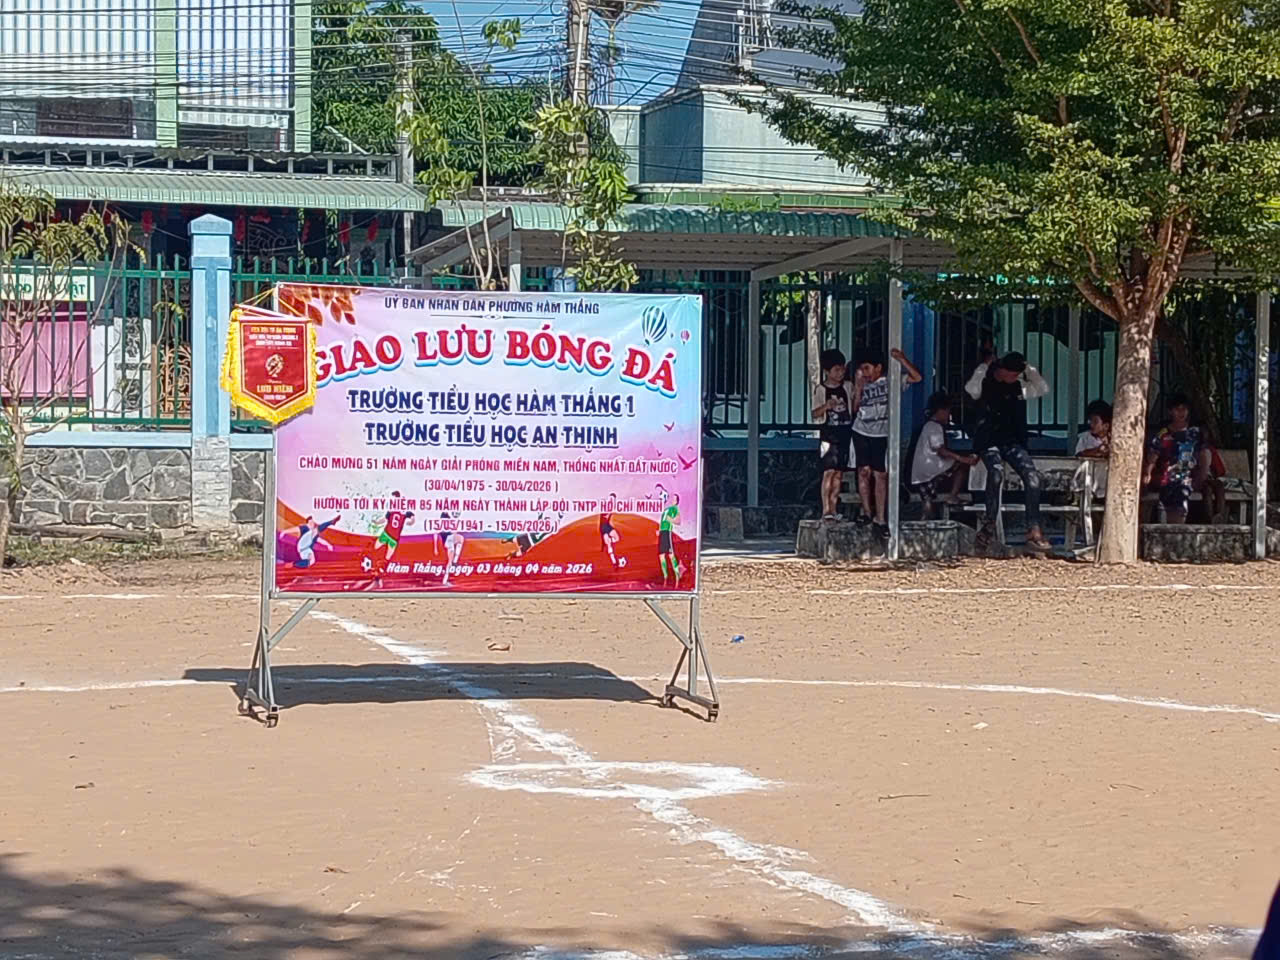 UỶ BAN NHÂN DÂN PHƯỜNG HÀM THẮNG
GIAO LƯU BÓNG ĐÁ
TRƯỜNG TIỂU HỌC HÀM THẮNG 1
TRƯỜNG TIỂU HỌC AN THỊNH
CHÀO MỪNG 51 NĂM NGÀY GIẢI PHÓNG MIỀN NAM, THỐNG NHẤT ĐẤT NƯỚC
(30/04/1975 - 30/04/2026)
HƯỚNG TỚI KỶ NIỆM 85 NĂM NGÀY THÀNH LẬP ĐỘI TNTP HỒ CHÍ MINH
(15/05/1941 - 15/05/2026)
Hàm Thắng, ngày 03 tháng 04 năm 2026
LƯU NIỆM
6